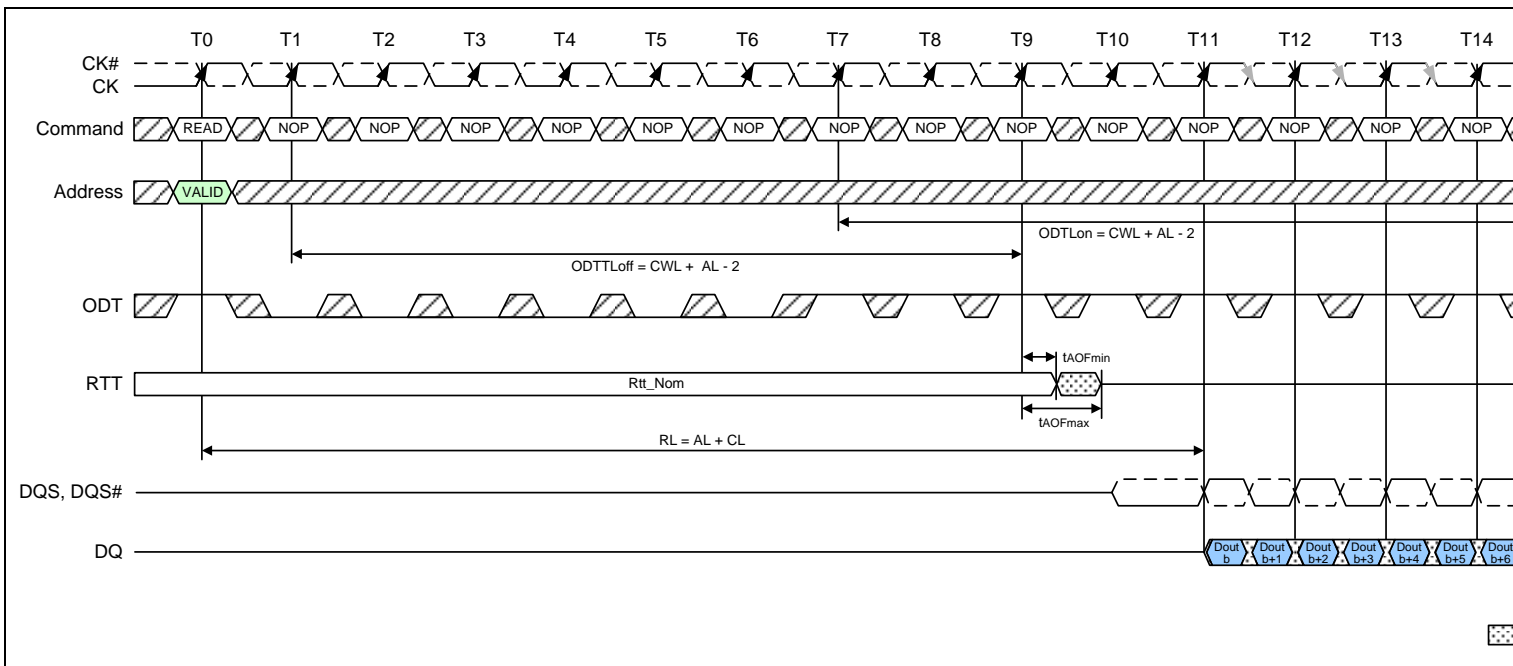 T0 T1 T2 T3 T4 T5 T6 T7 T8 T9 T10 T11 T12 T13 T14
CK#
CK
Command READ NOP NOP NOP NOP NOP NOP NOP NOP NOP NOP NOP NOP NOP NOP
Address VALID
ODTLon = CWL + AL - 2
ODTTLoff = CWL + AL - 2
ODT
tAOFmin
RTT Rtt_Nom
tAOFmax
RL = AL + CL
DQS, DQS#
DQ
Dout b Dout b+1 Dout b+2 Dout b+3 Dout b+4 Dout b+5 Dout b+6